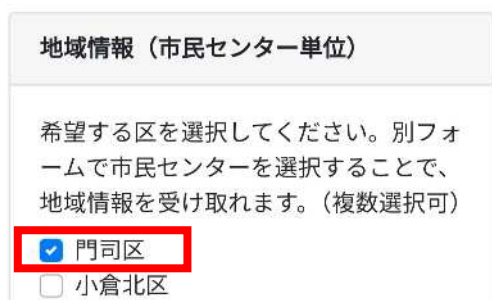 地域情報（市民センター単位）
希望する区を選択してください。別フォ
ームで市民センターを選択することで、
地域情報を受け取れます。（複数選択可）
門司区
小倉北区